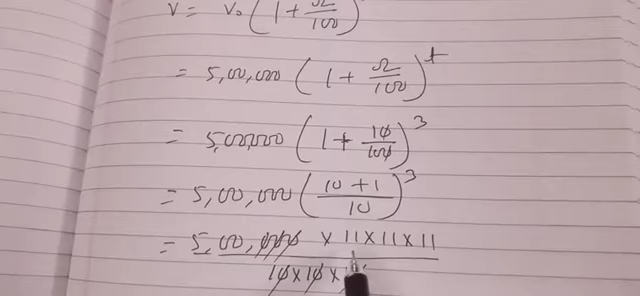 V = V₀ (1 + r/100)
= 5,00,000 (1 + r/100)^t
= 5,00,000 (1 + 10/100)^3
= 5,00,000 (10 + 1/10)^3
= 5,00,000 × 11 × 11 × 11
10 × 10 ×